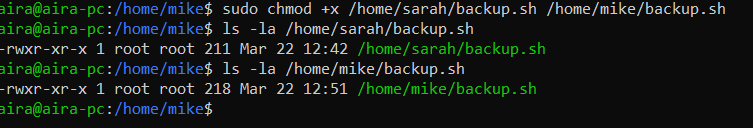 aira@aira-pc:/home/mike$ sudo chmod +x /home/sarah/backup.sh /home/mike/backup.sh
aira@aira-pc:/home/mike$ ls -la /home/sarah/backup.sh
-rwxr-xr-x 1 root root 211 Mar 22 12:42 /home/sarah/backup.sh
aira@aira-pc:/home/mike$ ls -la /home/mike/backup.sh
-rwxr-xr-x 1 root root 218 Mar 22 12:51 /home/mike/backup.sh
aira@aira-pc:/home/mike$